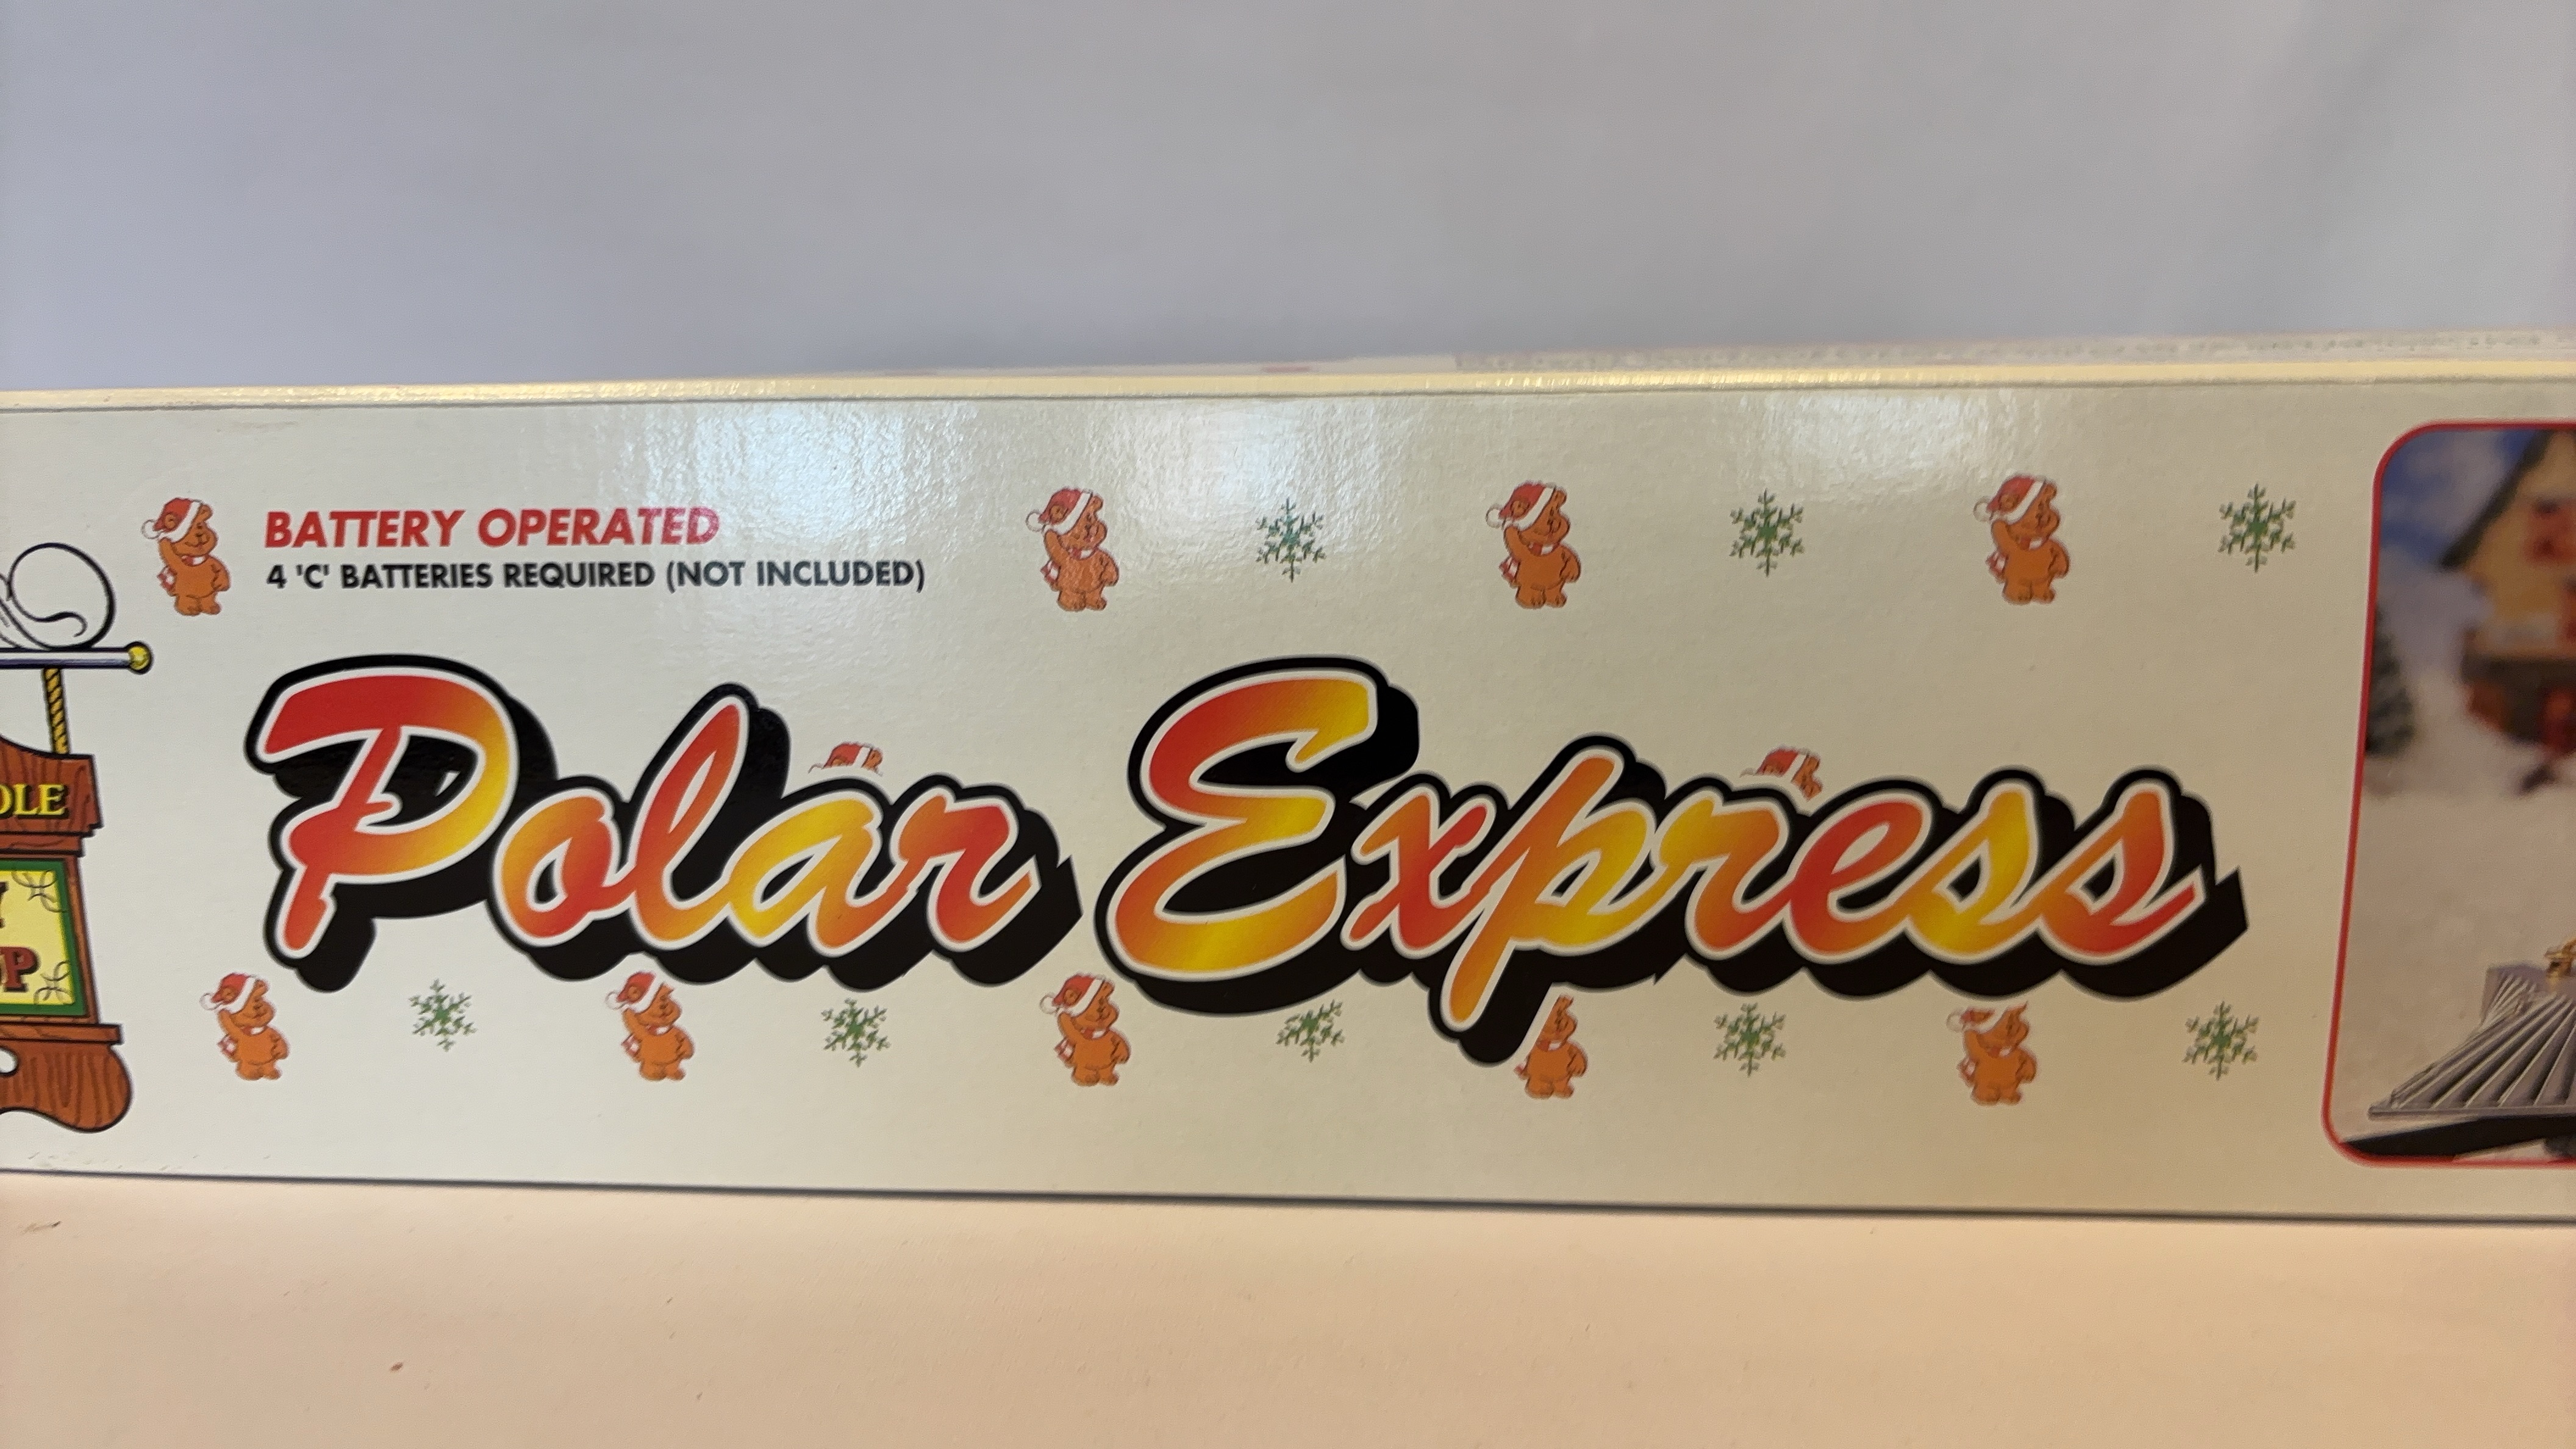 BATTERY OPERATED
4 'C' BATTERIES REQUIRED (NOT INCLUDED)
Polar Express